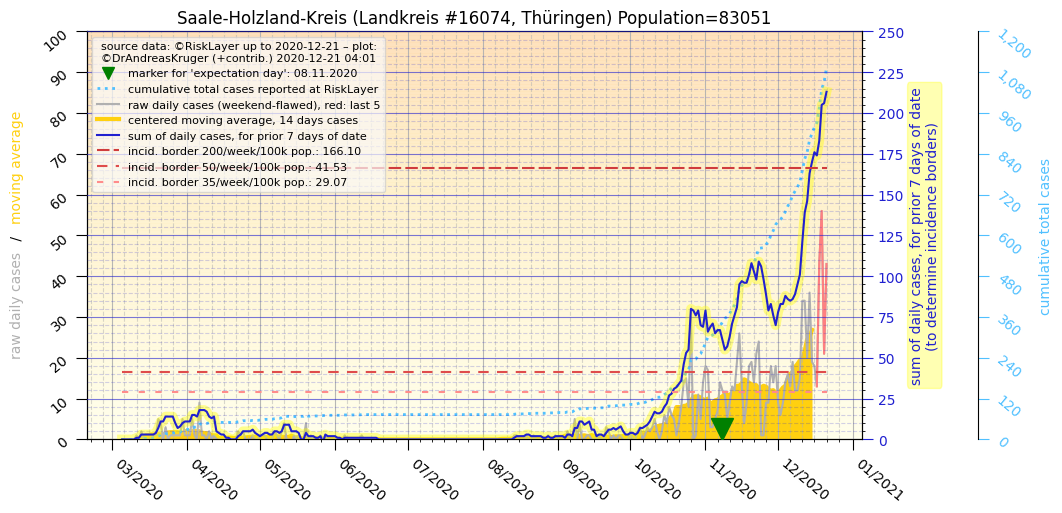 Saale-Holzland-Kreis (Landkreis #16074, Thüringen) Population=83051
source data: ©RiskLayer up to 2020-12-21 – plot:
©DrAndreasKruger (+contrib.) 2020-12-21 04:01
marker for 'expectation day': 08.11.2020
cumulative total cases reported at RiskLayer
raw daily cases (weekend-flawed), red: last 5
centered moving average, 14 days cases
sum of daily cases, for prior 7 days of date
incid. border 200/week/100k pop.: 166.10
incid. border 50/week/100k pop.: 41.53
incid. border 35/week/100k pop.: 29.07
raw daily cases / moving average
100
90
80
70
60
50
40
30
20
10
0
03/2020
04/2020
05/2020
06/2020
07/2020
08/2020
09/2020
10/2020
11/2020
12/2020
01/2021
250
225
200
175
150
125
100
75
50
25
0
sum of daily cases, for prior 7 days of date
(to determine incidence borders)
1,200
1,080
960
840
720
600
480
360
240
120
0
cumulative total cases